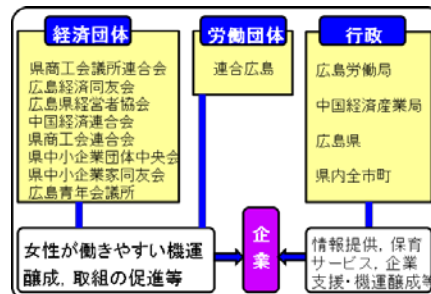 経済団体
県商工会議所連合会
広島経済同友会
広島県経営者協会
中国経済連合会
県商工会連合会
県中小企業団体中央会
県中小企業家同友会
広島青年会議所
労働団体
連合広島
行政
広島労働局
中国経済産業局
広島県
県内全市町
女性が働きやすい機運
醸成,取組の促進等
企業
情報提供,保育
サービス,企業
支援・機運醸成等